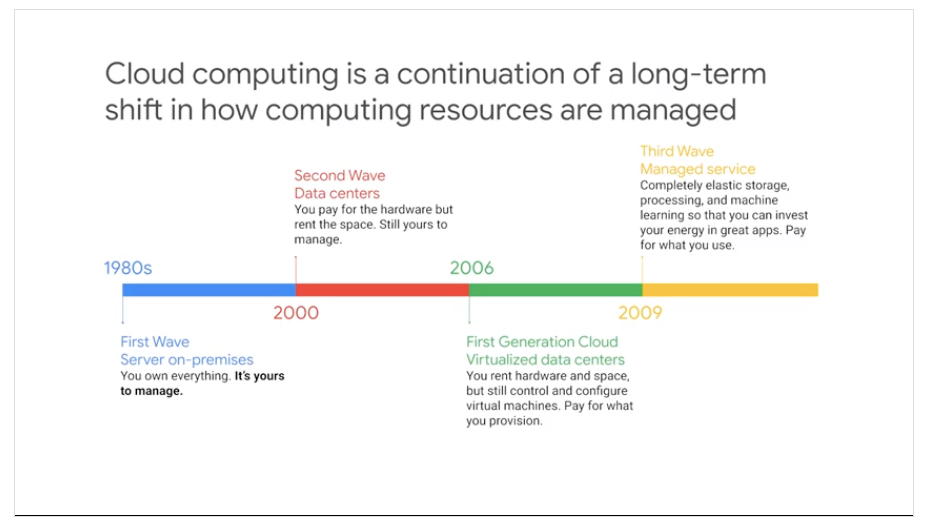 Cloud computing is a continuation of a long-term
shift in how computing resources are managed
1980s
First Wave
Server on-premises
You own everything. It's yours
to manage.
Second Wave
Data centers
You pay for the hardware but
rent the space. Still yours to
manage.
2000
2006
First Generation Cloud
Virtualized data centers
You rent hardware and space,
but still control and configure
virtual machines. Pay for what
you provision.
Third Wave
Managed service
Completely elastic storage,
processing, and machine
learning so that you can invest
your energy in great apps. Pay
for what you use.
2009